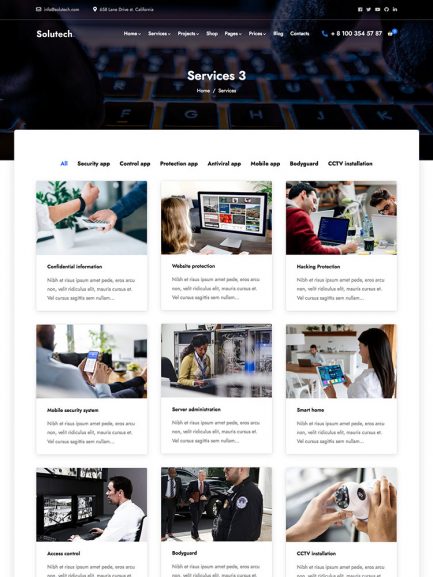 info@solutech.com 658 Lane Drive st. California
Solutech. Home Services Projects Shop Pages Prices Blog Contacts + 8 100 354 57 87
Services 3
Home / Services
All Security app Control app Protection app Antiviral app Mobile app Bodyguard CCTV installation
Confidential information Website protection Hacking Protection
Nibh et risus ipsum amet pede, eros arcu Nibh et risus ipsum amet pede, eros arcu Nibh et risus ipsum amet pede, eros arcu
non, velit ridiculus elit, mauris cursus et. non, velit ridiculus elit, mauris cursus et. non, velit ridiculus elit, mauris cursus et.
Vel cursus sagittis sem nullam... Vel cursus sagittis sem nullam... Vel cursus sagittis sem nullam...
Mobile security system Server administration Smart home
Nibh et risus ipsum amet pede, eros arcu Nibh et risus ipsum amet pede, eros arcu Nibh et risus ipsum amet pede, eros arcu
non, velit ridiculus elit, mauris cursus et. non, velit ridiculus elit, mauris cursus et. non, velit ridiculus elit, mauris cursus et.
Vel cursus sagittis sem nullam... Vel cursus sagittis sem nullam... Vel cursus sagittis sem nullam...
Access control Bodyguard CCTV installation
Nibh et risus ipsum amet pede, eros arcu Nibh et risus ipsum amet pede, eros arcu Nibh et risus ipsum amet pede, eros arcu